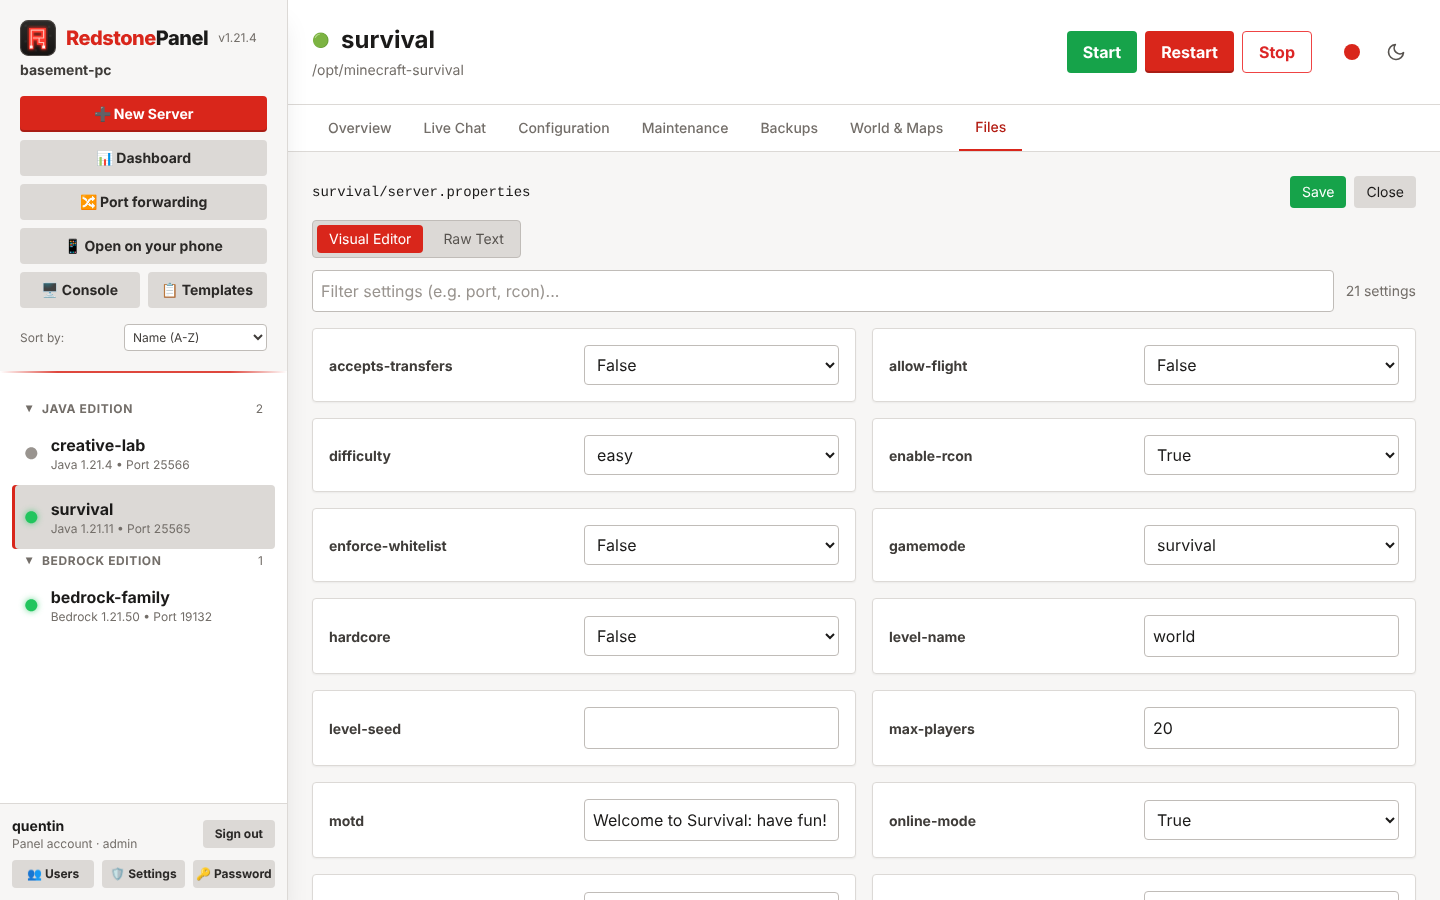 RedstonePanel v1.21.4
basement-pc
➕ New Server
📊 Dashboard
🔀 Port forwarding
📱 Open on your phone
🖥️ Console
📋 Templates
Sort by:
Name (A-Z)
▼ JAVA EDITION 2
creative-lab
Java 1.21.4 • Port 25566
survival
Java 1.21.11 • Port 25565
▼ BEDROCK EDITION 1
bedrock-family
Bedrock 1.21.50 • Port 19132
quentin
Panel account · admin
Sign out
👥 Users
🛡️ Settings
🔑 Password
survival
/opt/minecraft-survival
Start
Restart
Stop
Overview
Live Chat
Configuration
Maintenance
Backups
World & Maps
Files
survival/server.properties
Save
Close
Visual Editor
Raw Text
Filter settings (e.g. port, rcon)...
21 settings
accepts-transfers
False
allow-flight
False
difficulty
easy
enable-rcon
True
enforce-whitelist
False
gamemode
survival
hardcore
False
level-name
world
level-seed
max-players
20
motd
Welcome to Survival: have fun!
online-mode
True